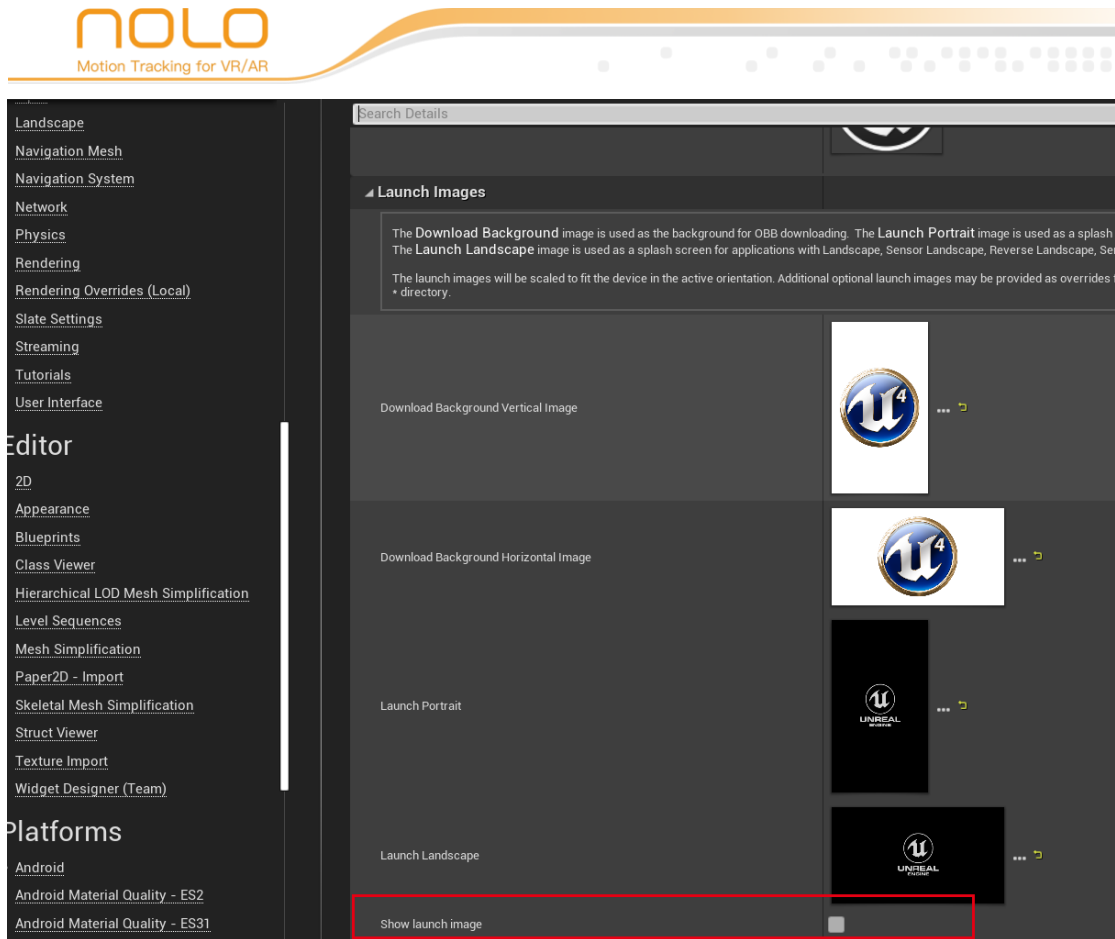 NOLO
Motion Tracking for VR/AR
Landscape
Navigation Mesh
Navigation System
Network
Physics
Rendering
Rendering Overrides (Local)
Slate Settings
Streaming
Tutorials
User Interface
Editor
2D
Appearance
Blueprints
Class Viewer
Hierarchical LOD Mesh Simplification
Level Sequences
Mesh Simplification
Paper2D - Import
Skeletal Mesh Simplification
Struct Viewer
Texture Import
Widget Designer (Team)
Platforms
Android
Android Material Quality - ES2
Android Material Quality - ES31
Search Details
Launch Images
The Download Background image is used as the background for OBB downloading. The Launch Portrait image is used as a splash
The Launch Landscape image is used as a splash screen for applications with Landscape, Sensor Landscape, Reverse Landscape,
The launch images will be scaled to fit the device in the active orientation. Additional optional launch images may be provided as overrides
* directory.
Download Background Vertical Image
4
Download Background Horizontal Image
4
Launch Portrait
UNREAL
ENGINE
Launch Landscape
UNREAL
ENGINE
Show launch image